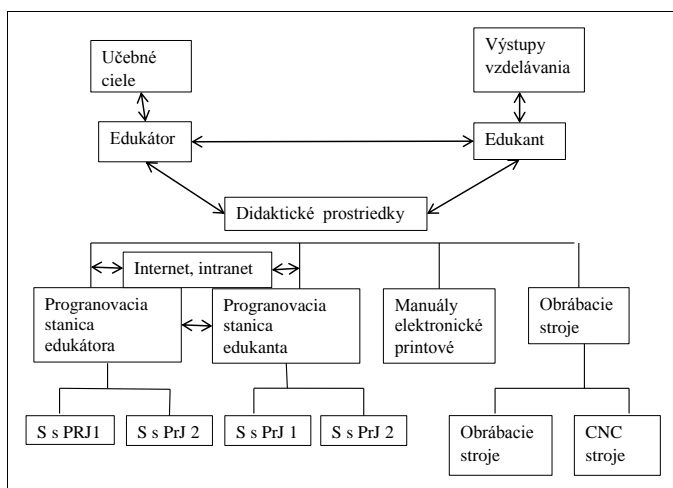 Učebné
ciele
Výstupy
vzdelávania
Edukátor
Edukant
Didaktické prostriedky
Internet, intranet
Progranovacia
stanica
edukátora
Progranovacia
stanica
edukanta
Manuály
elektronické
printové
Obrábacie
stroje
S s PRJ1
S s PrJ 2
S s PrJ 1
S s PrJ 2
Obrábacie
stroje
CNC
stroje